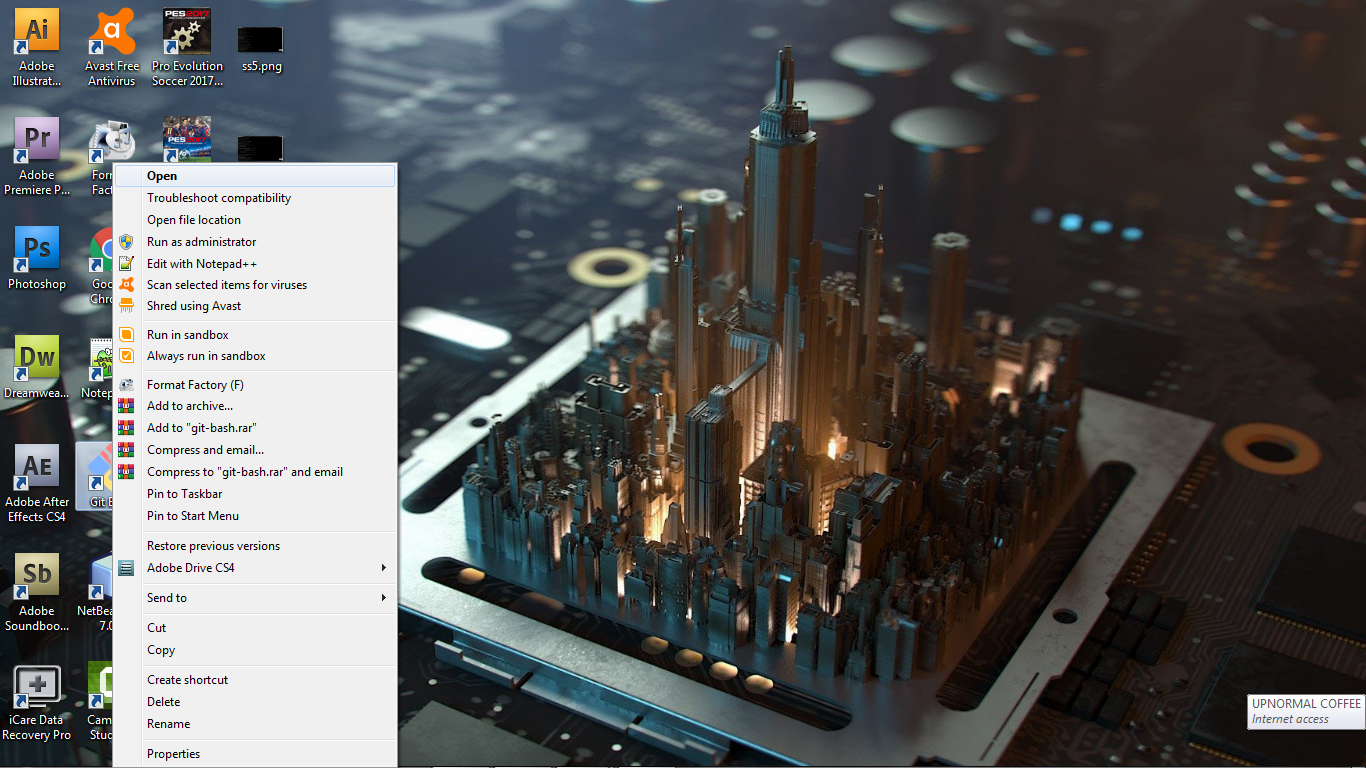 Ai
Adobe
Illustrat...
Avast Free
Antivirus
PES2017
Pro Evolution
Soccer 2017...
ss5.png
Pr
Adobe
Premiere P...
Form
Fact
PES
Ps
Photoshop
Goo
Chro
Dw
Dreamwea...
Notep
AE
Adobe After
Effects CS4
Git B
Sb
Adobe
Soundboo...
NetBea
7.0
iCare Data
Recovery Pro
Cam
Stud
Open
Troubleshoot compatibility
Open file location
Run as administrator
Edit with Notepad++
Scan selected items for viruses
Shred using Avast
Run in sandbox
Always run in sandbox
Format Factory (F)
Add to archive...
Add to "git-bash.rar"
Compress and email...
Compress to "git-bash.rar" and email
Pin to Taskbar
Pin to Start Menu
Restore previous versions
Adobe Drive CS4
Send to
Cut
Copy
Create shortcut
Delete
Rename
Properties
UPNORMAL COFFEE
Internet access